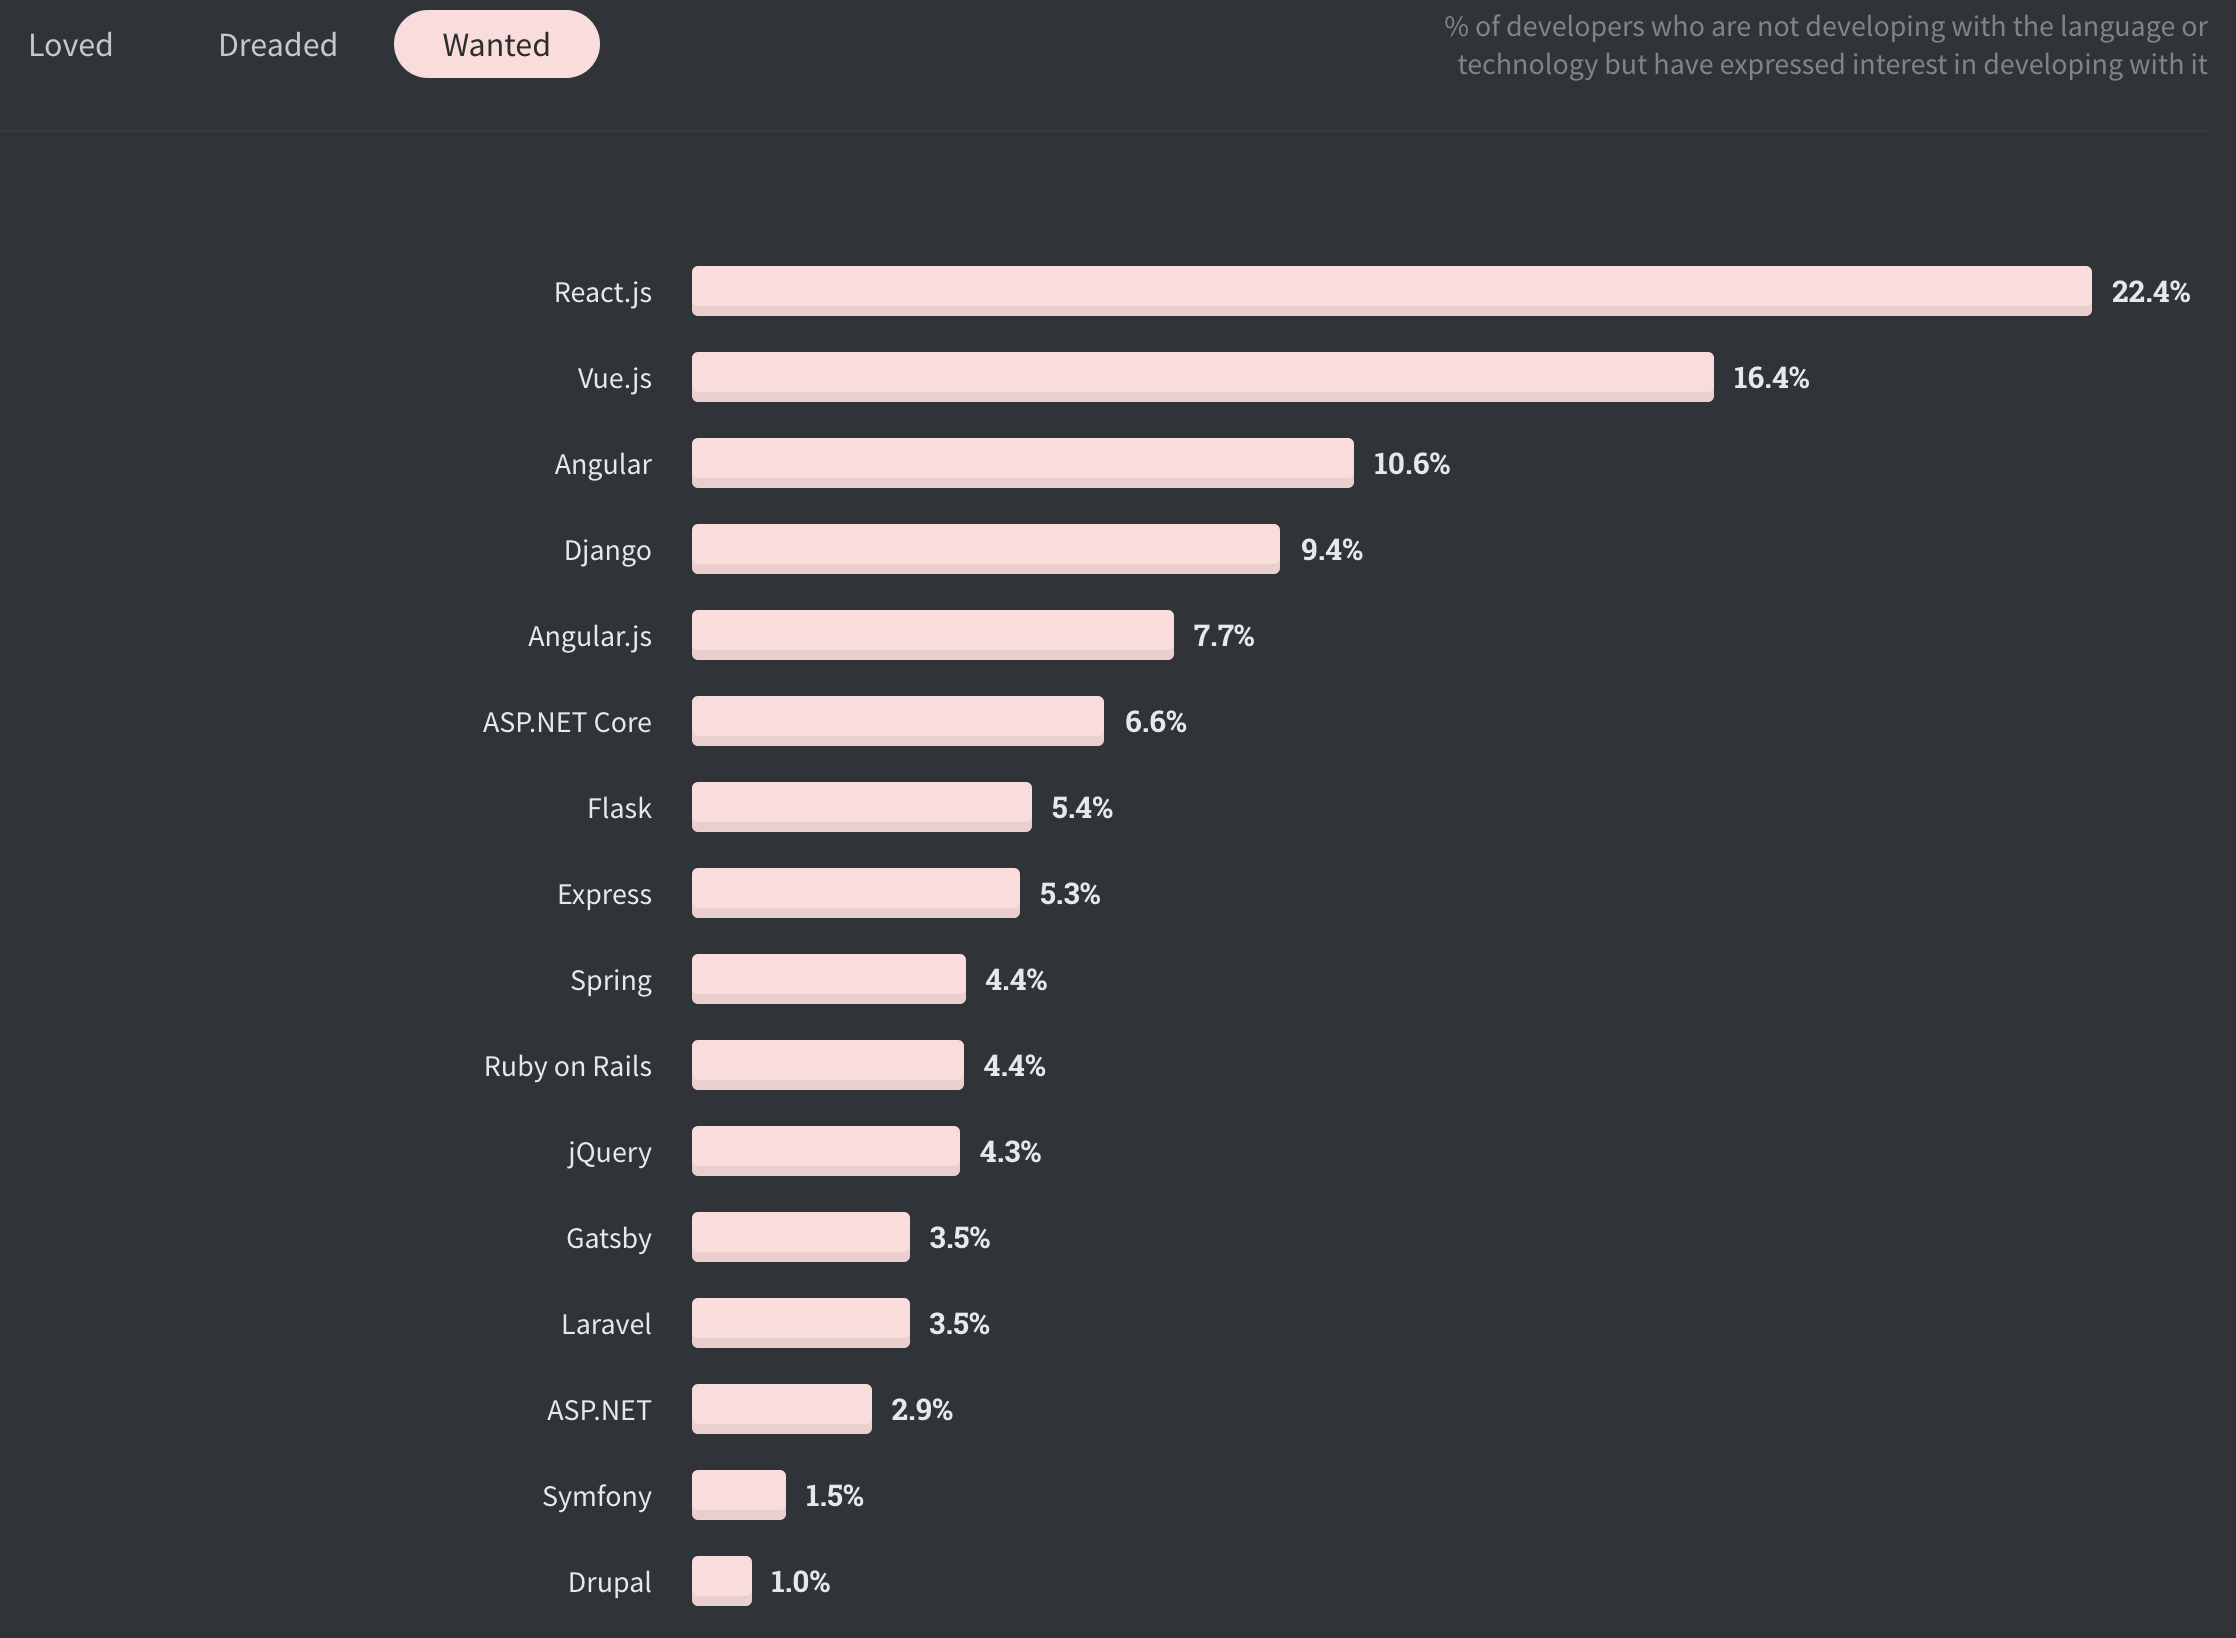 Loved
Dreaded
Wanted
% of developers who are not developing with the language or
technology but have expressed interest in developing with it
React.js 22.4%
Vue.js 16.4%
Angular 10.6%
Django 9.4%
Angular.js 7.7%
ASP.NET Core 6.6%
Flask 5.4%
Express 5.3%
Spring 4.4%
Ruby on Rails 4.4%
jQuery 4.3%
Gatsby 3.5%
Laravel 3.5%
ASP.NET 2.9%
Symfony 1.5%
Drupal 1.0%